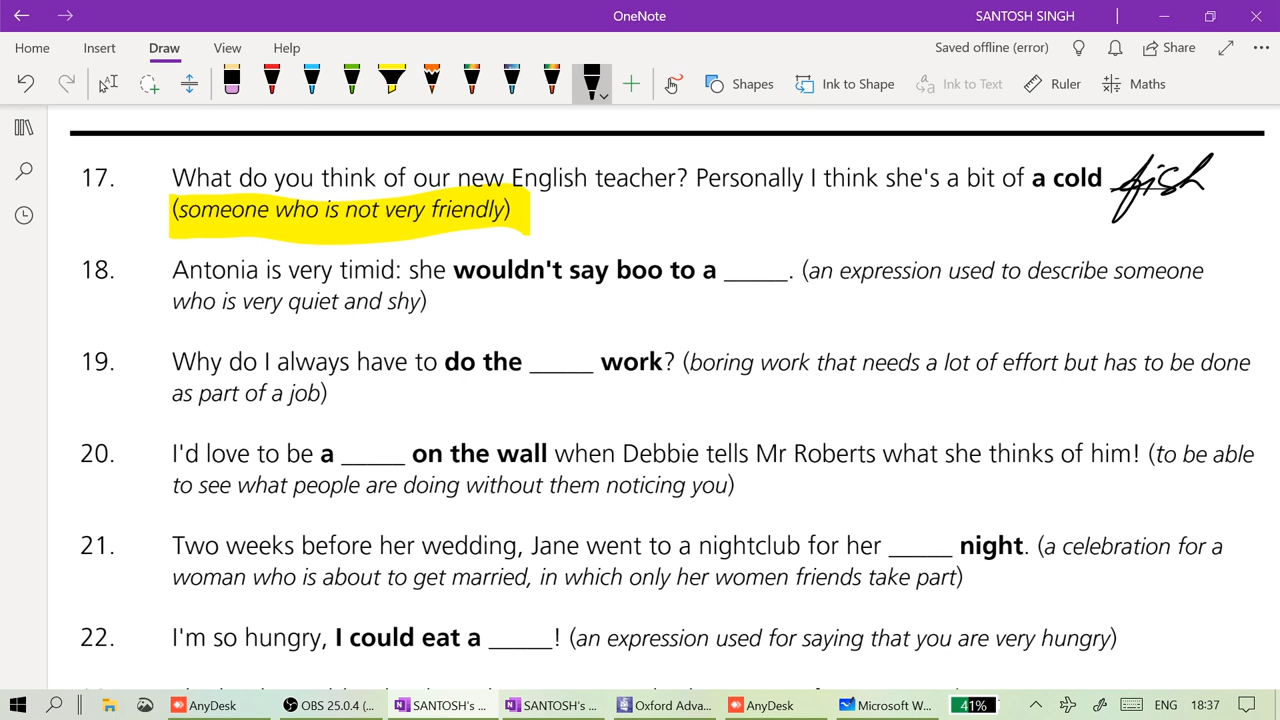 OneNote
SANTOSH SINGH
Home Insert Draw View Help
Saved offline (error) Share
Shapes Ink to Shape Ink to Text Ruler Maths
17. What do you think of our new English teacher? Personally I think she's a bit of a cold fish
(someone who is not very friendly)
18. Antonia is very timid: she wouldn't say boo to a _____. (an expression used to describe someone
who is very quiet and shy)
19. Why do I always have to do the _____ work? (boring work that needs a lot of effort but has to be done
as part of a job)
20. I'd love to be a _____ on the wall when Debbie tells Mr Roberts what she thinks of him! (to be able
to see what people are doing without them noticing you)
21. Two weeks before her wedding, Jane went to a nightclub for her _____ night. (a celebration for a
woman who is about to get married, in which only her women friends take part)
22. I'm so hungry, I could eat a _____! (an expression used for saying that you are very hungry)
AnyDesk OBS 25.0.4 (... SANTOSH'S ... SANTOSH'S ... Oxford Adva... AnyDesk Microsoft W... 41% ENG 18:37